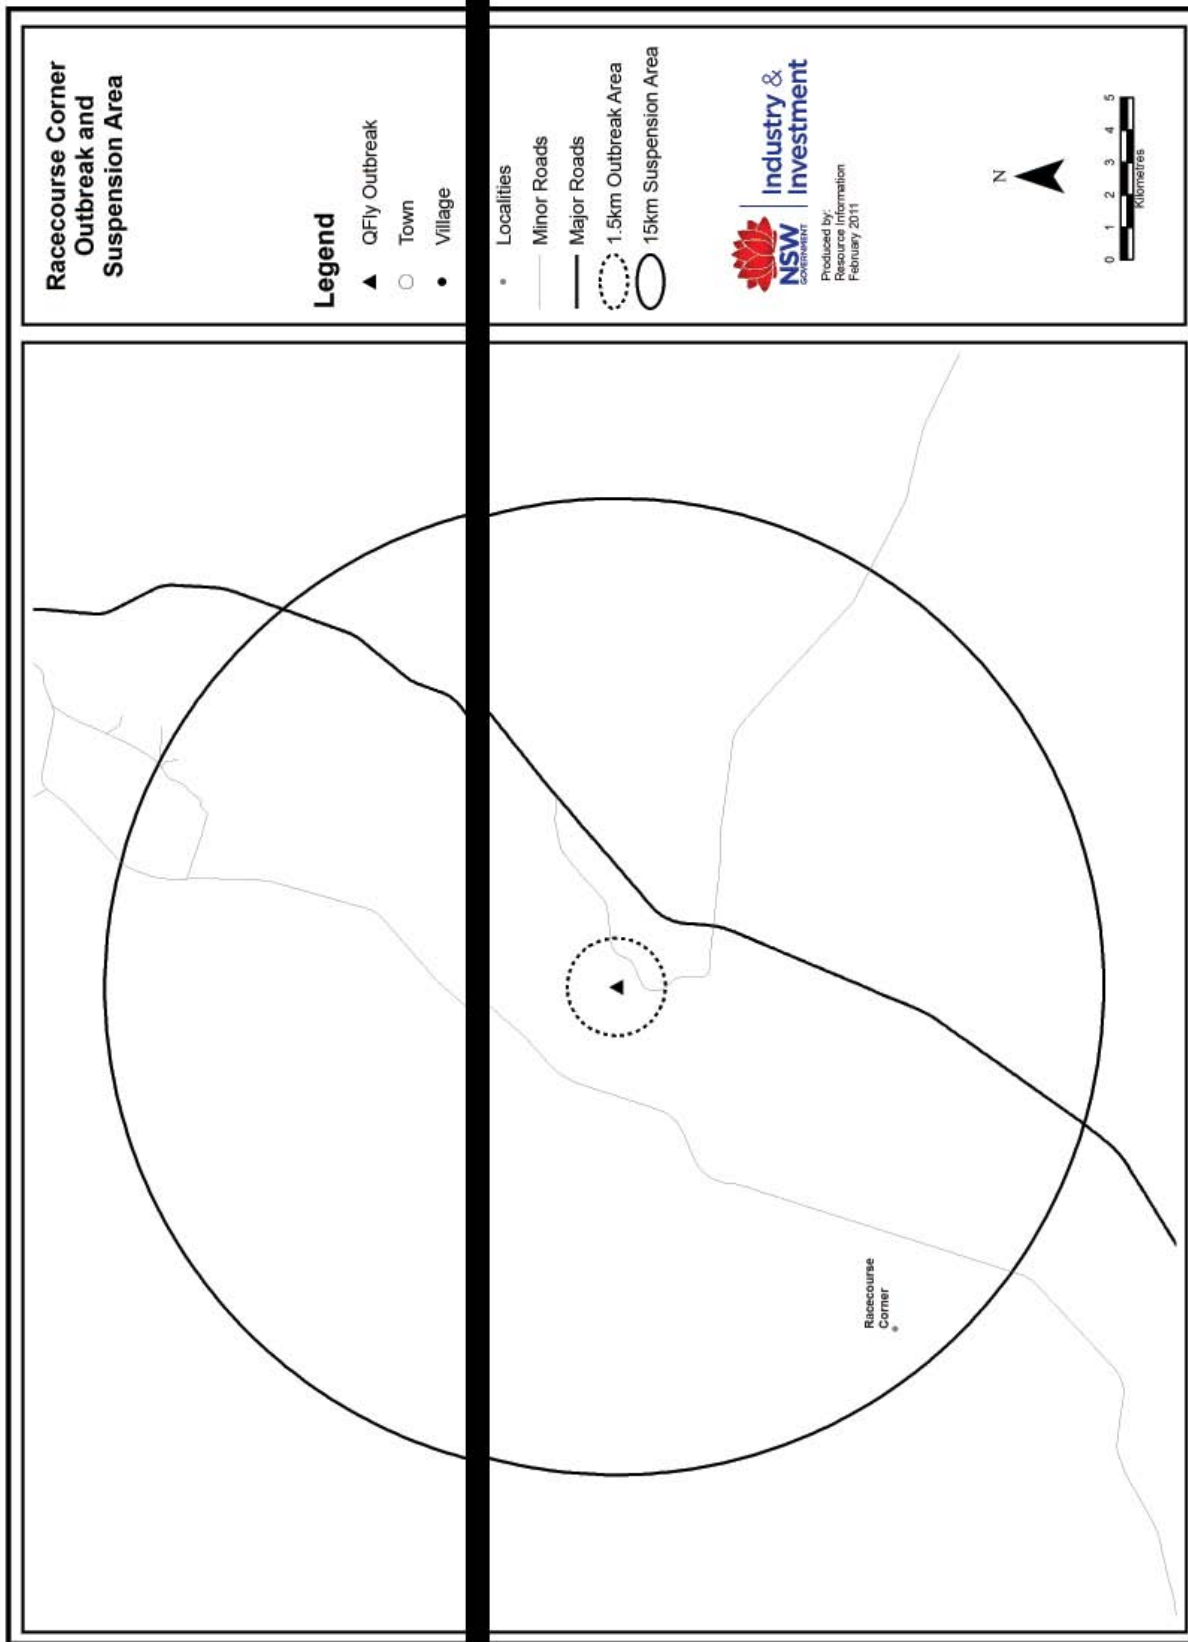 Racecourse Corner
Outbreak and
Suspension Area
Legend
QFly Outbreak
Town
Village
Localities
Minor Roads
Major Roads
1.5km Outbreak Area
15km Suspension Area
NSW
GOVERNMENT
Industry &
Investment
Produced by:
Resource Information
February 2011
N
0 1 2 3 4 5
Kilometres
Racecourse
Corner